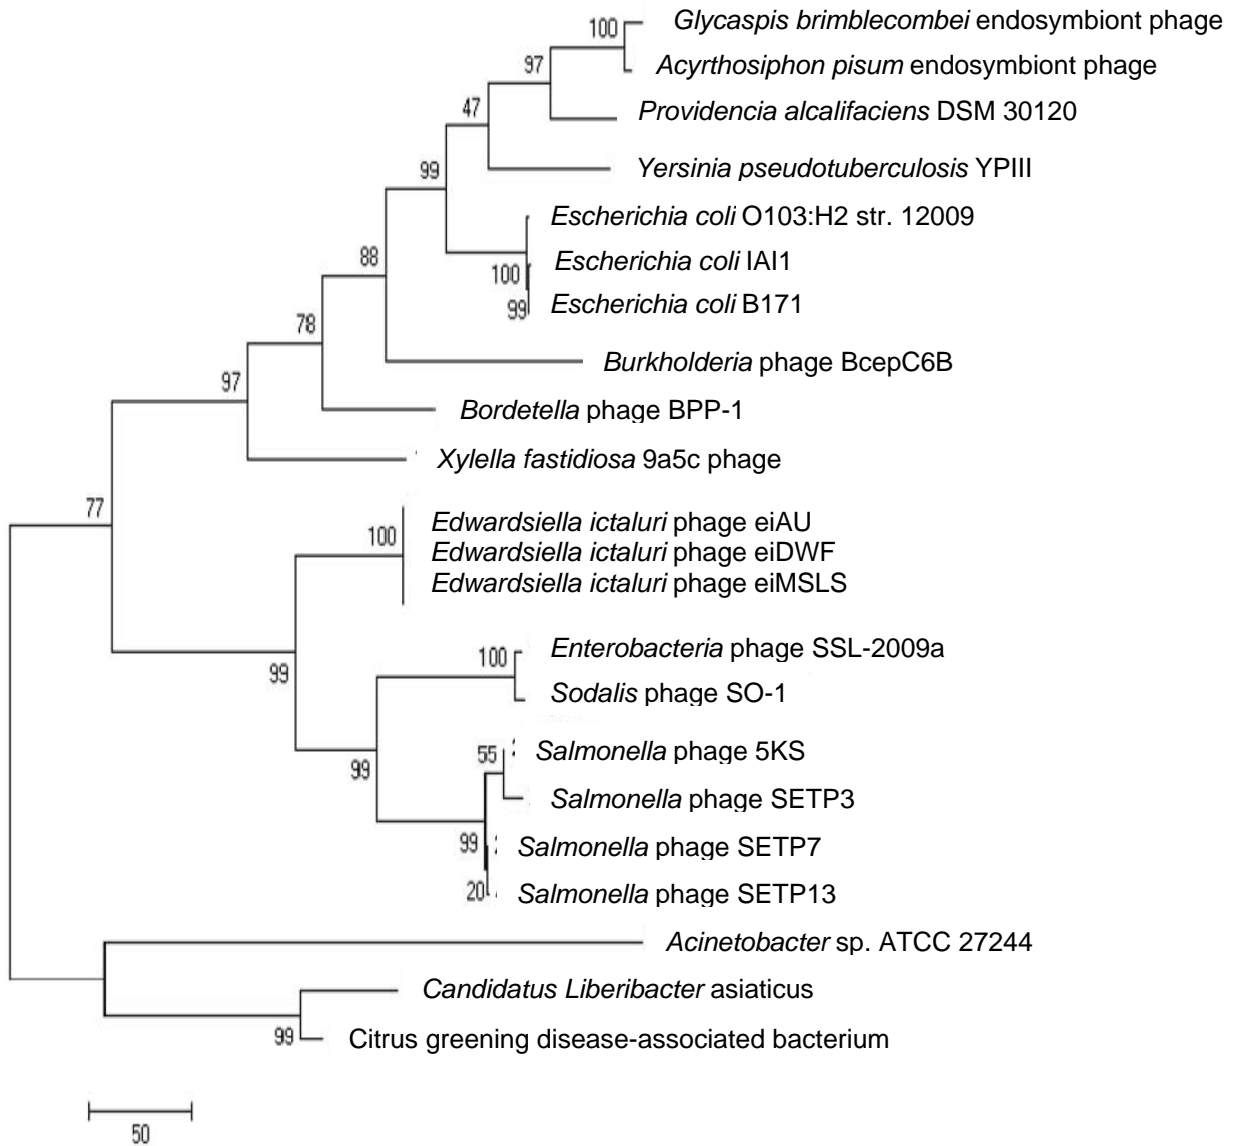 Glycaspis brimblecombei endosymbiont phage
100
Acyrthosiphon pisum endosymbiont phage
97
Providencia alcalifaciens DSM 30120
47
Yersinia pseudotuberculosis YPIII
99
Escherichia coli O103:H2 str. 12009
88
Escherichia coli IAI1
100
Escherichia coli B171
99
78
Burkholderia phage BcepC6B
97
Bordetella phage BPP-1
Xylella fastidiosa 9a5c phage
77
Edwardsiella ictaluri phage eiAU
100
Edwardsiella ictaluri phage eiDWF
Edwardsiella ictaluri phage eiMSLS
Enterobacteria phage SSL-2009a
100
99
Sodalis phage SO-1
Salmonella phage 5KS
55
99
Salmonella phage SETP3
99
Salmonella phage SETP7
20
Salmonella phage SETP13
Acinetobacter sp. ATCC 27244
Candidatus Liberibacter asiaticus
99
Citrus greening disease-associated bacterium
50